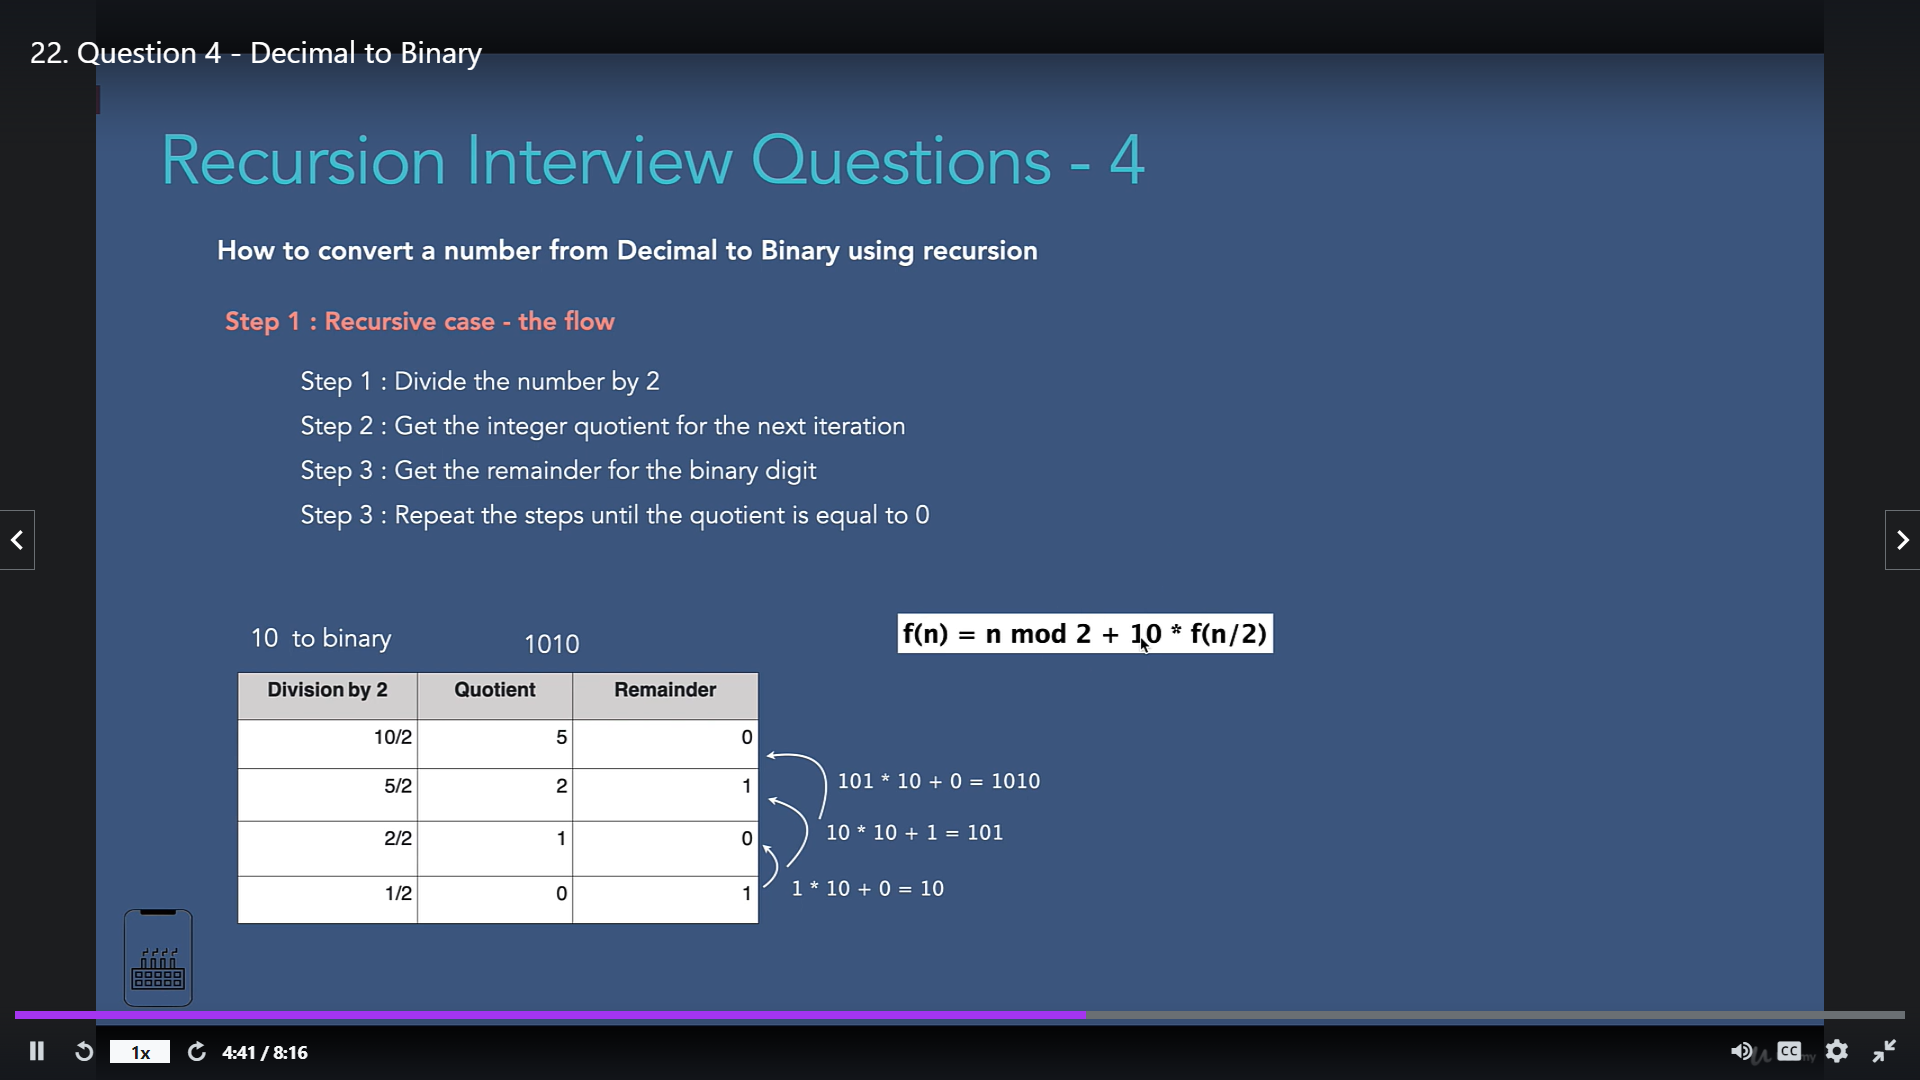 22. Question 4 - Decimal to Binary
Recursion Interview Questions - 4
How to convert a number from Decimal to Binary using recursion
Step 1 : Recursive case - the flow
Step 1 : Divide the number by 2
Step 2 : Get the integer quotient for the next iteration
Step 3 : Get the remainder for the binary digit
Step 3 : Repeat the steps until the quotient is equal to 0
10 to binary
1010
f(n) = n mod 2 + 10 * f(n/2)
Division by 2 Quotient Remainder
10/2 5 0
5/2 2 1
2/2 1 0
1/2 0 1
101 * 10 + 0 = 1010
10 * 10 + 1 = 101
1 * 10 + 0 = 10
1x
4:41 / 8:16
CC